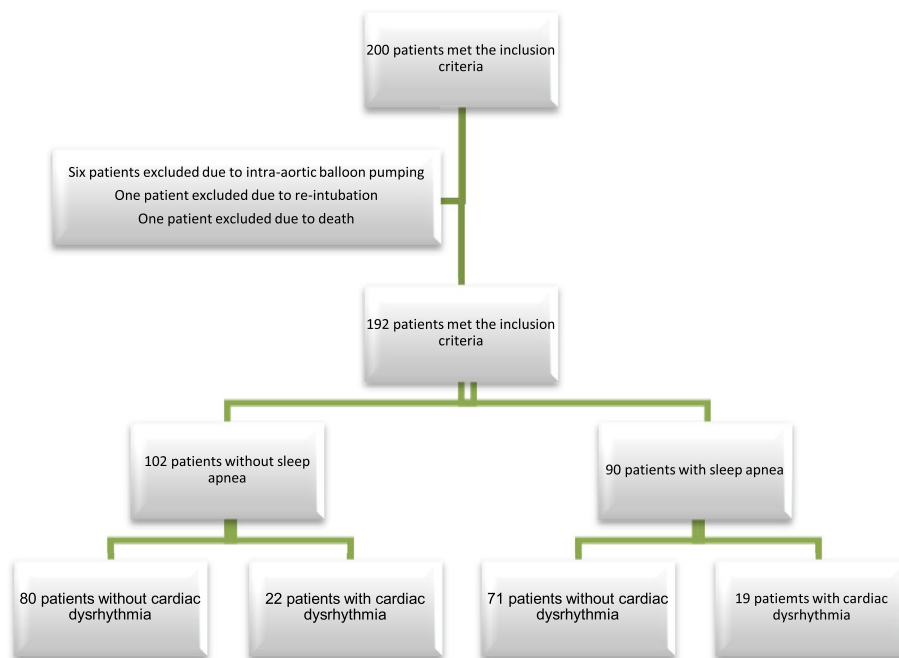 200 patients met the inclusion
criteria
Six patients excluded due to intra-aortic balloon pumping
One patient excluded due to re-intubation
One patient excluded due to death
192 patients met the inclusion
criteria
102 patients without sleep
apnea
90 patients with sleep apnea
80 patients without cardiac
dysrhythmia
22 patients with cardiac
dysrhythmia
71 patients without cardiac
dysrhythmia
19 patiemts with cardiac
dysrhythmia